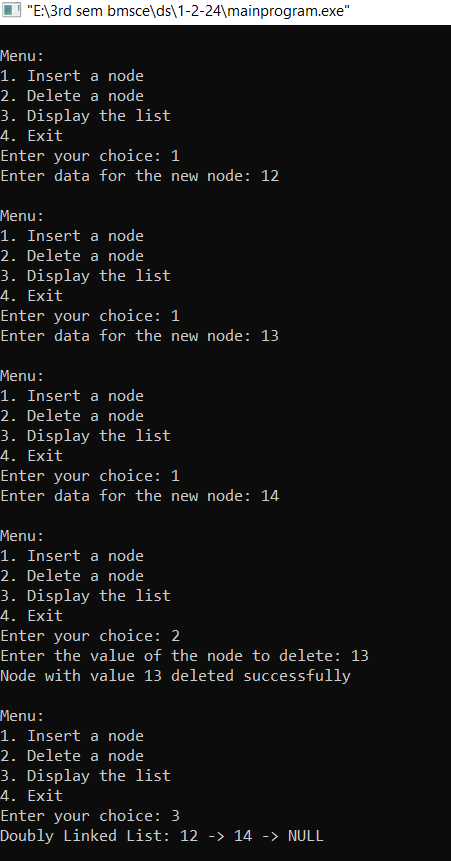 "E:\3rd sem bmsce\ds\1-2-24\mainprogram.exe"
Menu:
1. Insert a node
2. Delete a node
3. Display the list
4. Exit
Enter your choice: 1
Enter data for the new node: 12
Menu:
1. Insert a node
2. Delete a node
3. Display the list
4. Exit
Enter your choice: 1
Enter data for the new node: 13
Menu:
1. Insert a node
2. Delete a node
3. Display the list
4. Exit
Enter your choice: 1
Enter data for the new node: 14
Menu:
1. Insert a node
2. Delete a node
3. Display the list
4. Exit
Enter your choice: 2
Enter the value of the node to delete: 13
Node with value 13 deleted successfully
Menu:
1. Insert a node
2. Delete a node
3. Display the list
4. Exit
Enter your choice: 3
Doubly Linked List: 12 -> 14 -> NULL